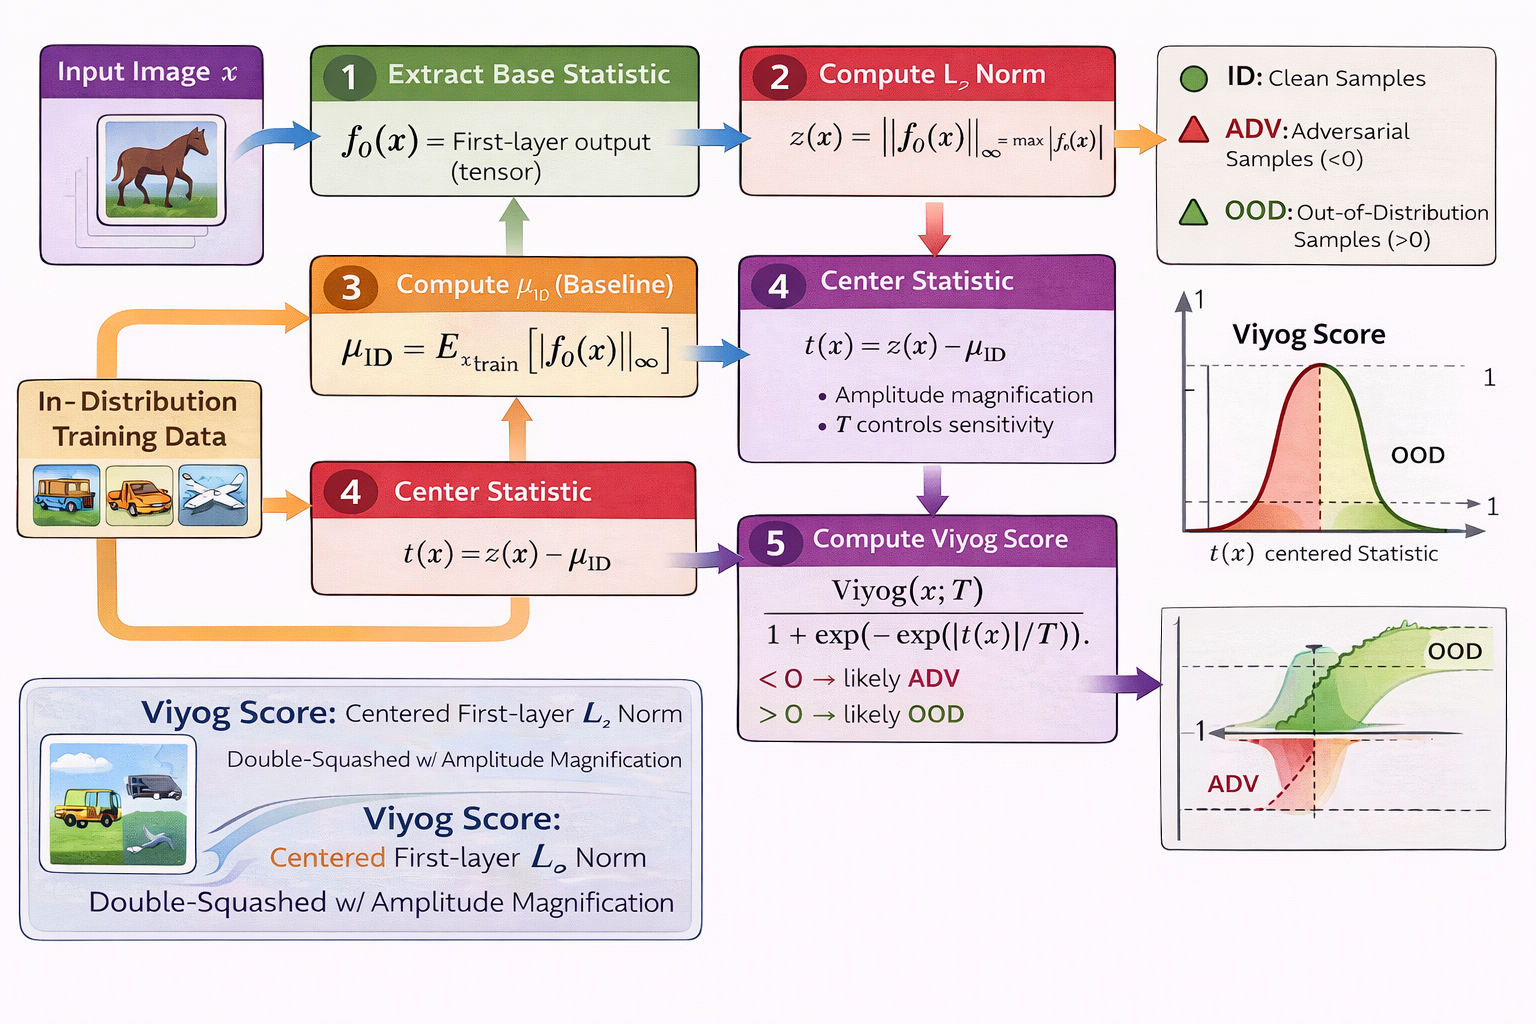 Input Image x
1 Extract Base Statistic
f₀(x) = First-layer output
(tensor)
2 Compute L₂ Norm
z(x) = ||f₀(x)||∞ = max |f₀(x)|
ID: Clean Samples
ADV: Adversarial
Samples (<0)
OOD: Out-of-Distribution
Samples (>0)
3 Compute μID (Baseline)
μID = E xtrain [|f₀(x)||∞]
4 Center Statistic
t(x) = z(x) − μID
• Amplitude magnification
• T controls sensitivity
In-Distribution
Training Data
4 Center Statistic
t(x) = z(x) − μID
5 Compute Viyog Score
Viyog(x; T)
1 + exp(− exp(|t(x)|/T)).
< 0 → likely ADV
> 0 → likely OOD
1
Viyog Score
1
OOD
1
t(x) centered Statistic
OOD
-1
ADV
Viyog Score: Centered First-layer L₂ Norm
Double-Squashed w/ Amplitude Magnification
Viyog Score:
Centered First-layer L₀ Norm
Double-Squashed w/ Amplitude Magnification